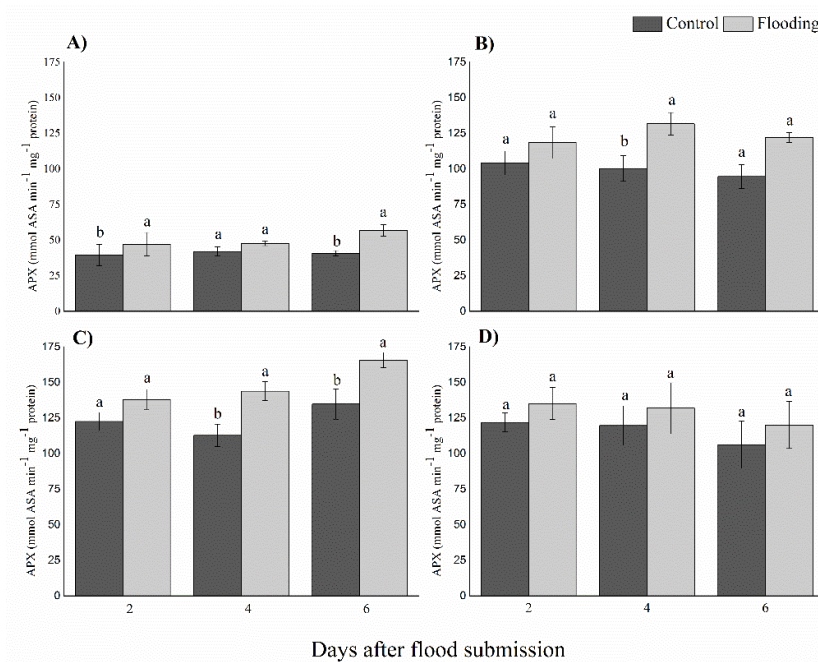 Control Flooding
A)
175
150
125
100
75
50
25
0
APX (mmol ASA min⁻¹ mg⁻¹ protein)
b a a a b a
B)
175
150
125
100
75
50
25
0
APX (mmol ASA min⁻¹ mg⁻¹ protein)
a a b a a a
C)
175
150
125
100
75
50
25
0
APX (mmol ASA min⁻¹ mg⁻¹ protein)
a a b a b a
2 4 6
D)
175
150
125
100
75
50
25
0
APX (mmol ASA min⁻¹ mg⁻¹ protein)
a a a a a a
2 4 6
Days after flood submission